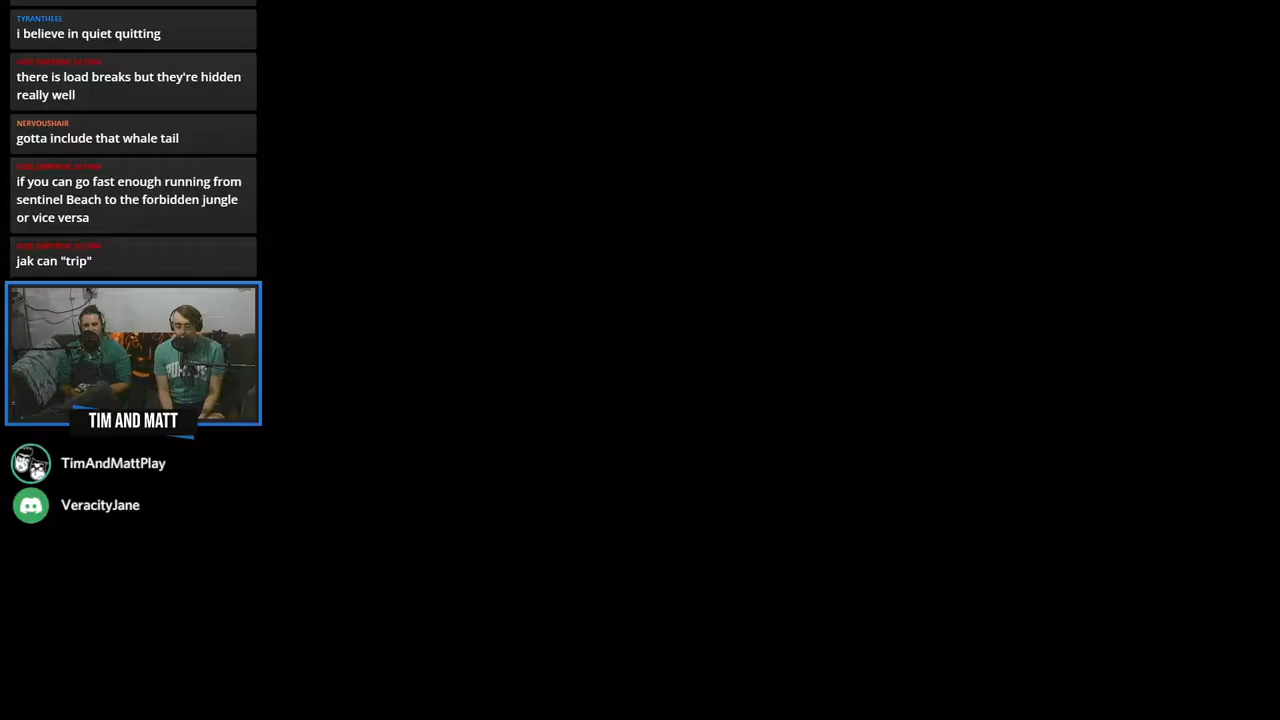 TYRANTHEEL
i believe in quiet quitting
there is load breaks but they're hidden
really well
NERVOUSHAIR
gotta include that whale tail
if you can go fast enough running from
sentinel Beach to the forbidden jungle
or vice versa
jak can "trip"
TIM AND MATT
TimAndMattPlay
VeracityJane